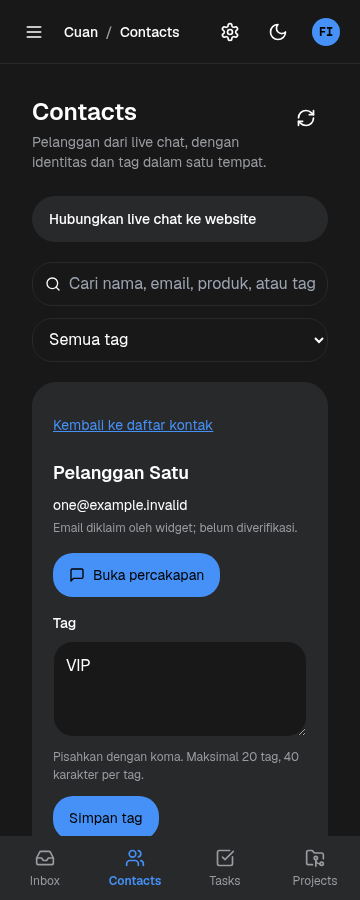 Cuan / Contacts
FI
Contacts
Pelanggan dari live chat, dengan
identitas dan tag dalam satu tempat.
Hubungkan live chat ke website
Cari nama, email, produk, atau tag
Semua tag
Kembali ke daftar kontak
Pelanggan Satu
one@example.invalid
Email diklaim oleh widget; belum diverifikasi.
Buka percakapan
Tag
VIP
Pisahkan dengan koma. Maksimal 20 tag, 40
karakter per tag.
Simpan tag
Inbox
Contacts
Tasks
Projects